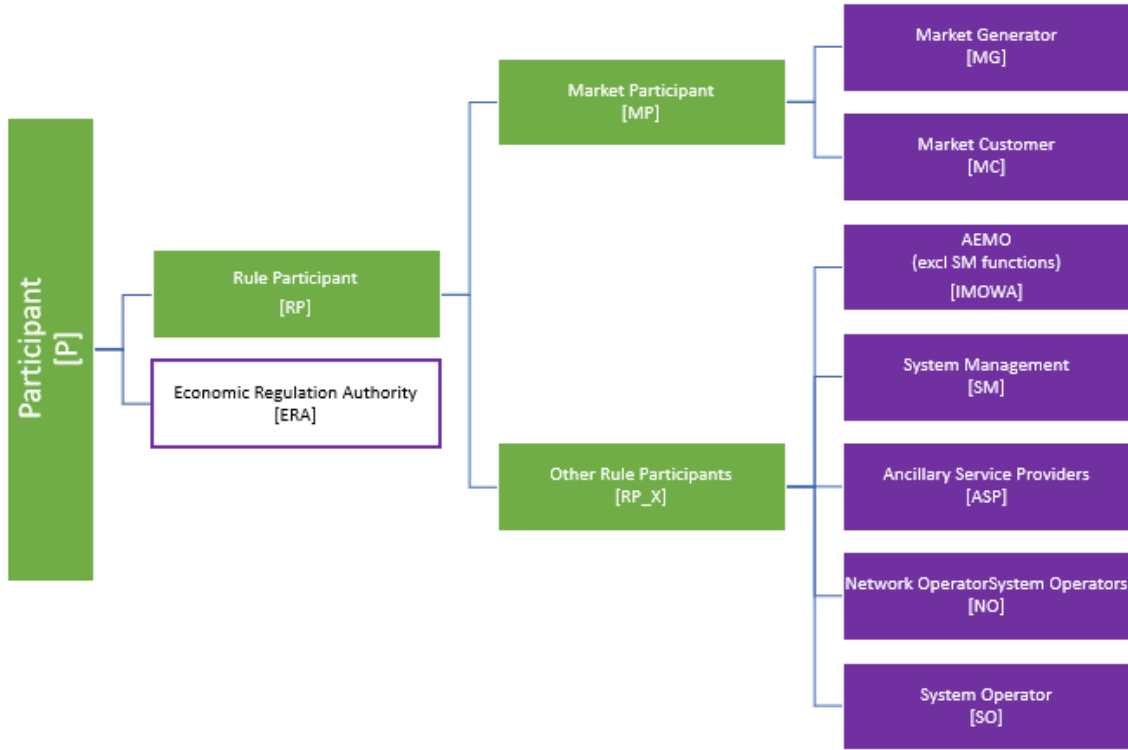 Participant
[P]
Rule Participant
[RP]
Economic Regulation Authority
[ERA]
Market Participant
[MP]
Other Rule Participants
[RP_X]
Market Generator
[MG]
Market Customer
[MC]
AEMO
(excl SM functions)
[IMOWA]
System Management
[SM]
Ancillary Service Providers
[ASP]
Network OperatorSystem Operators
[NO]
System Operator
[SO]